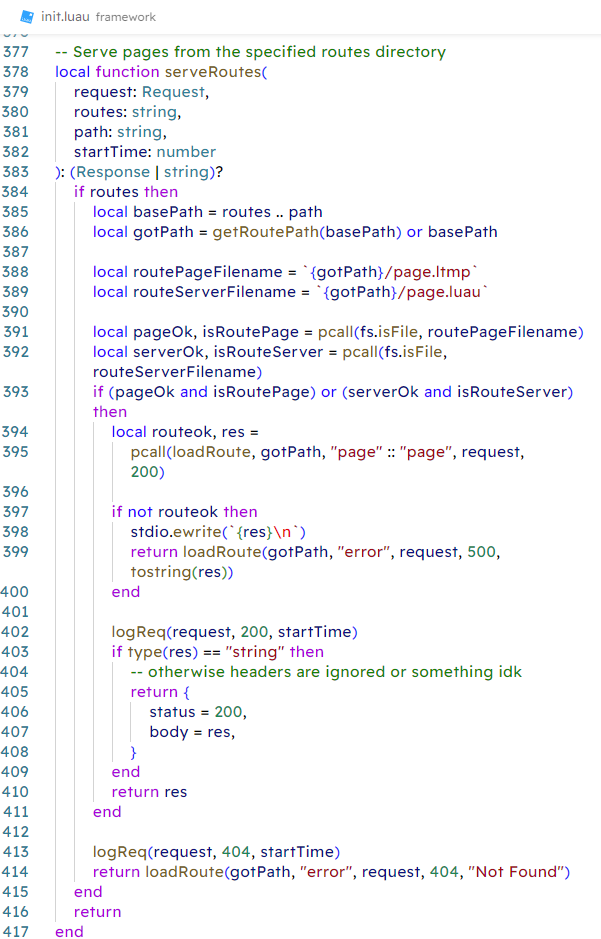 init.luau framework
377 -- Serve pages from the specified routes directory
378 local function serveRoutes(
379 request: Request,
380 routes: string,
381 path: string,
382 startTime: number
383 ): (Response | string)?
384 if routes then
385 local basePath = routes .. path
386 local gotPath = getRoutePath(basePath) or basePath
387
388 local routePageFilename = `{gotPath}/page.ltmp`
389 local routeServerFilename = `{gotPath}/page.luau`
390
391 local pageOk, isRoutePage = pcall(fs.isFile, routePageFilename)
392 local serverOk, isRouteServer = pcall(fs.isFile,
routeServerFilename)
393 if (pageOk and isRoutePage) or (serverOk and isRouteServer)
then
394 local routeok, res =
395 pcall(loadRoute, gotPath, "page" :: "page", request,
200)
396
397 if not routeok then
398 stdio.ewrite(`{res}\n`)
399 return loadRoute(gotPath, "error", request, 500,
tostring(res))
400 end
401
402 logReq(request, 200, startTime)
403 if type(res) == "string" then
404 -- otherwise headers are ignored or something idk
405 return {
406 status = 200,
407 body = res,
408 }
409 end
410 return res
411 end
412
413 logReq(request, 404, startTime)
414 return loadRoute(gotPath, "error", request, 404, "Not Found")
415 end
416 return
417 end